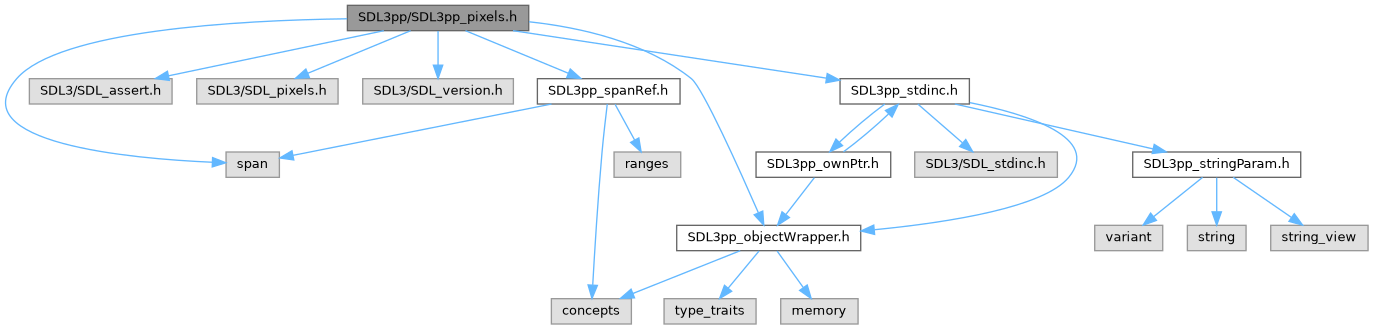 SDL3pp/SDL3pp_pixels.h
SDL3/SDL_assert.h
SDL3/SDL_pixels.h
SDL3/SDL_version.h
SDL3pp_spanRef.h
SDL3pp_stdinc.h
span
ranges
SDL3pp_ownPtr.h
SDL3/SDL_stdinc.h
SDL3pp_stringParam.h
SDL3pp_objectWrapper.h
variant
string
string_view
concepts
type_traits
memory